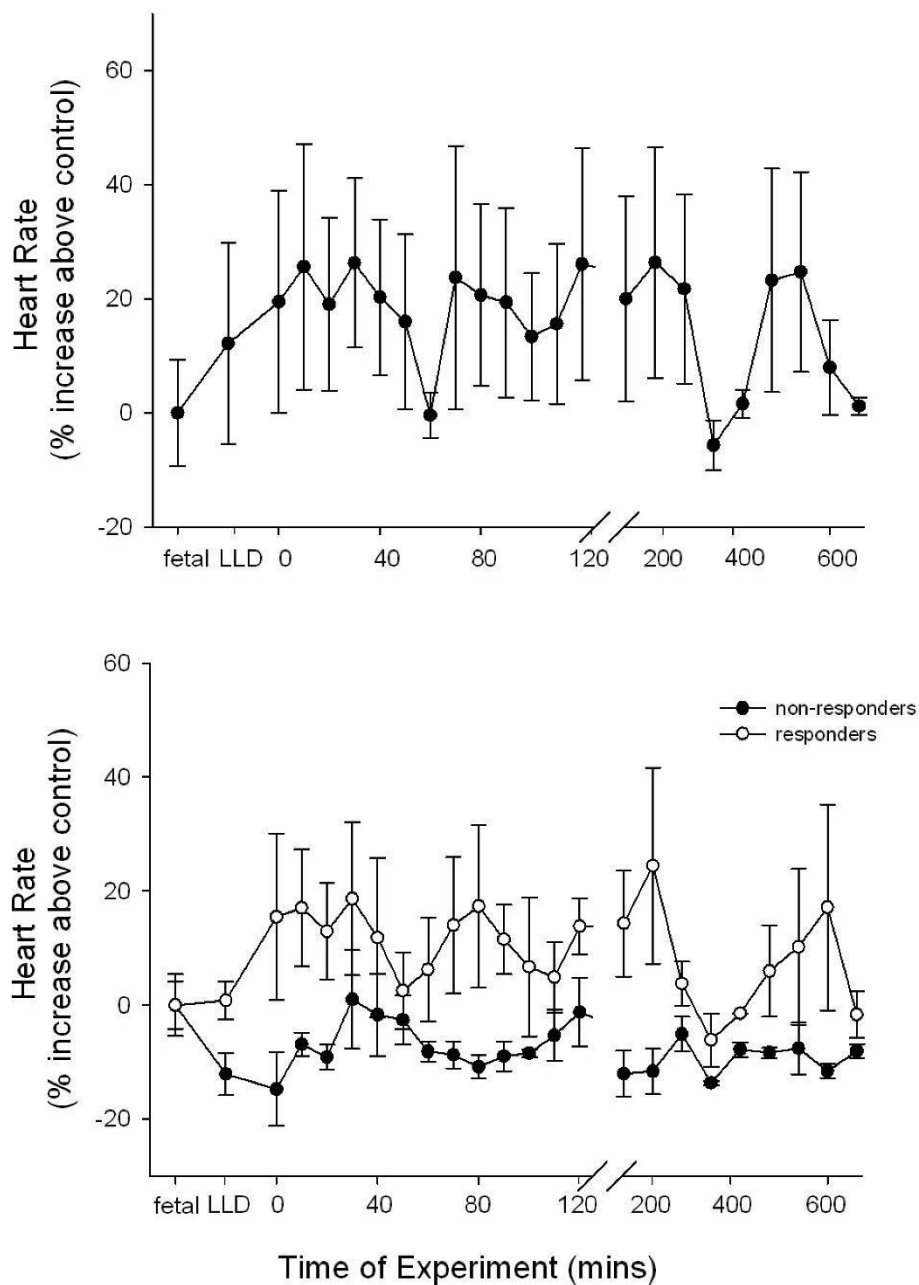 Heart Rate
(% increase above control)
60
40
20
0
-20
fetal LLD 0 40 80 120 200 400 600
Heart Rate
(% increase above control)
60
40
20
0
-20
non-responders
responders
fetal LLD 0 40 80 120 200 400 600
Time of Experiment (mins)